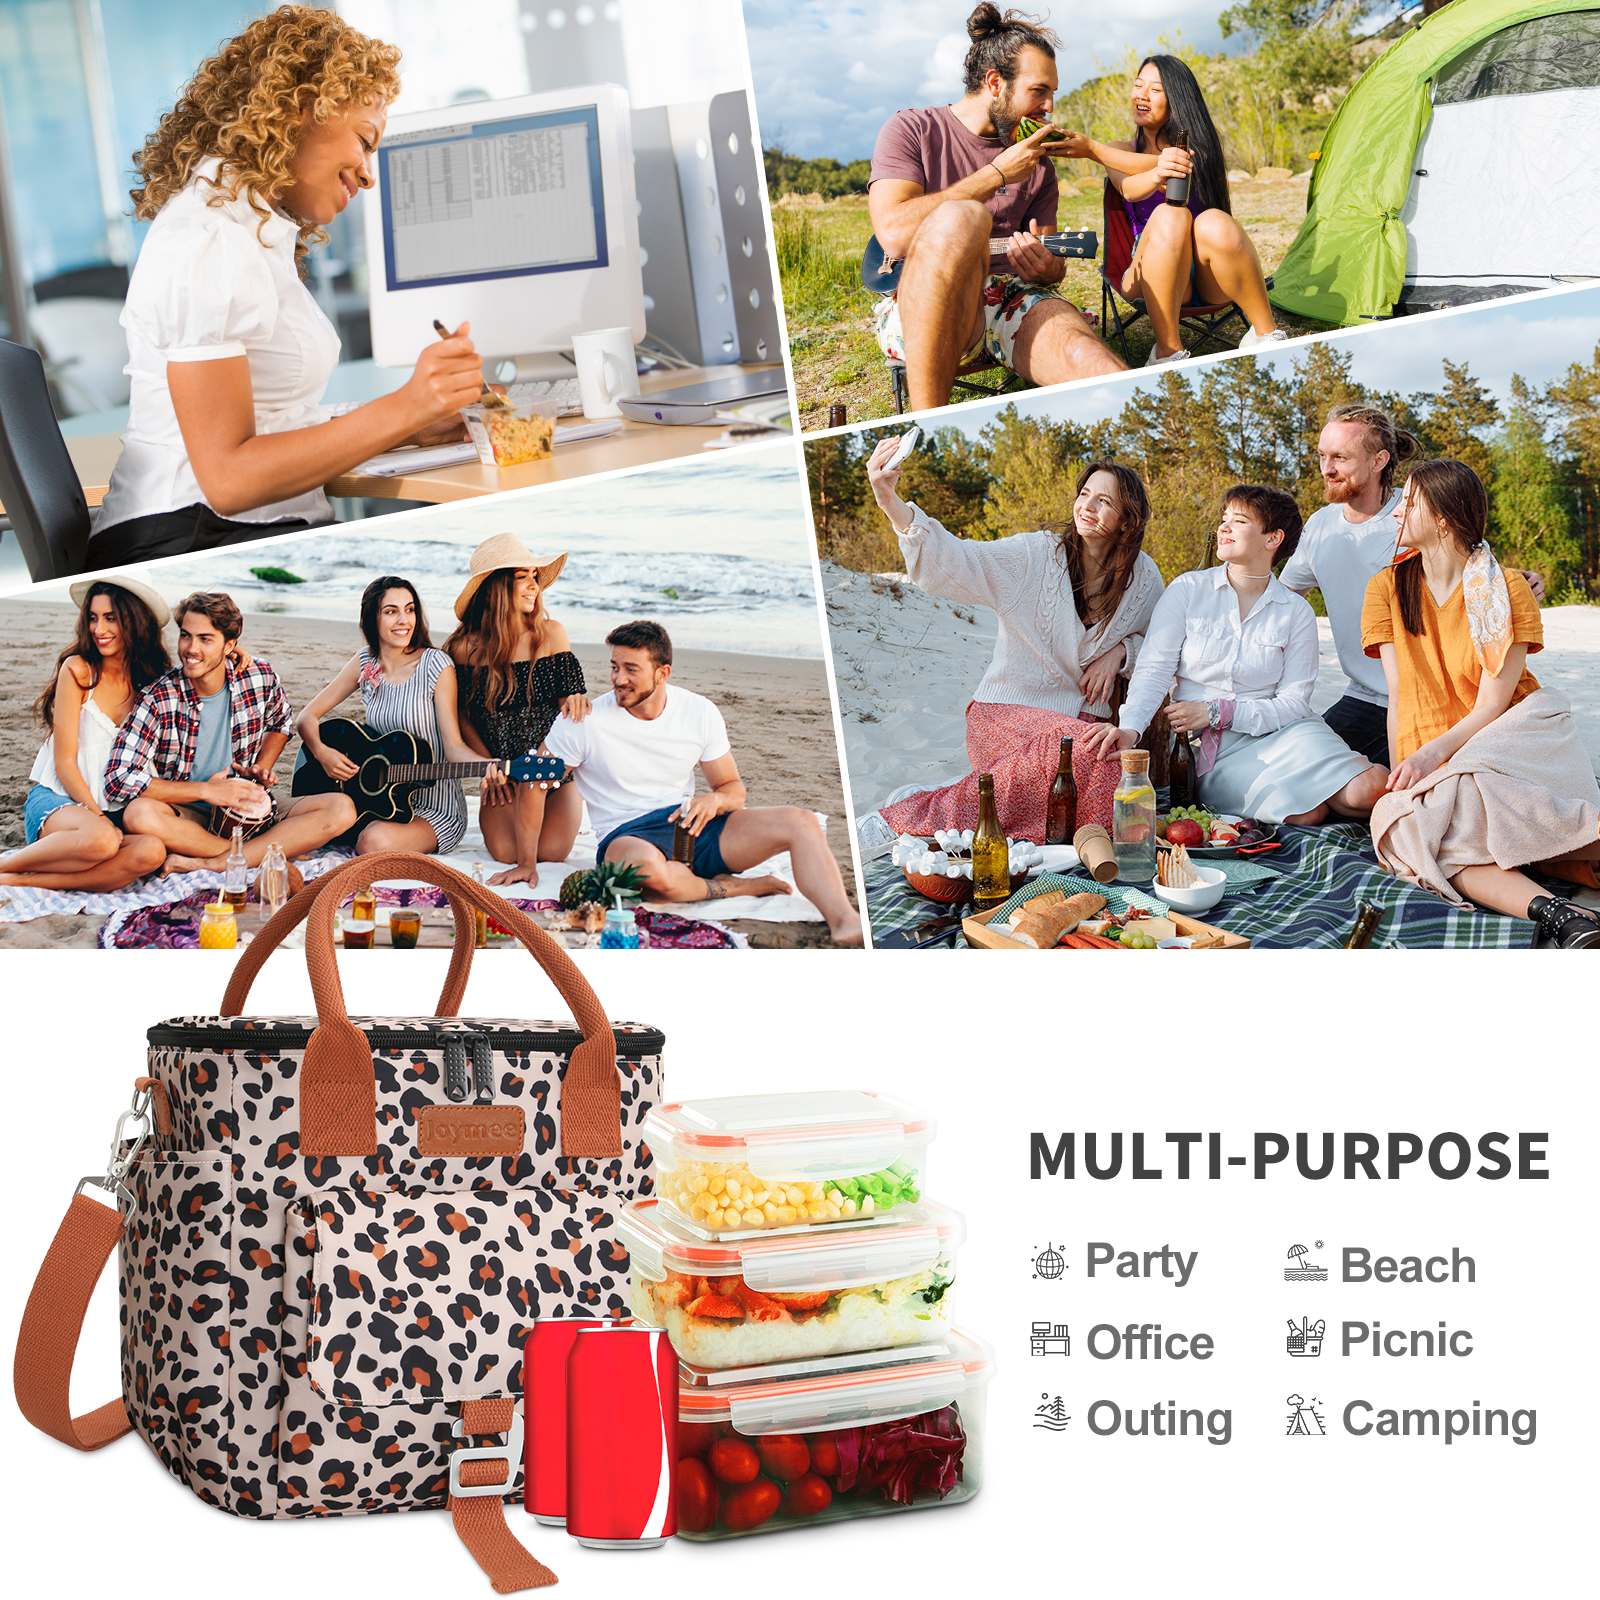 Joymee
MULTI-PURPOSE
Party
Beach
Office
Picnic
Outing
Camping